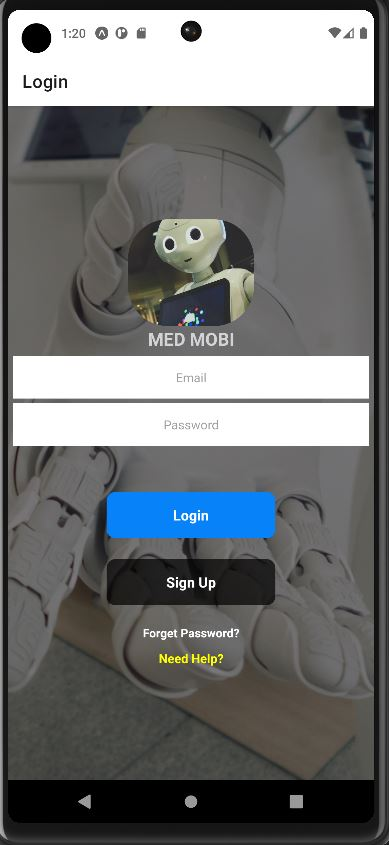 1:20
Login
MED MOBI
Email
Password
Login
Sign Up
Forget Password?
Need Help?